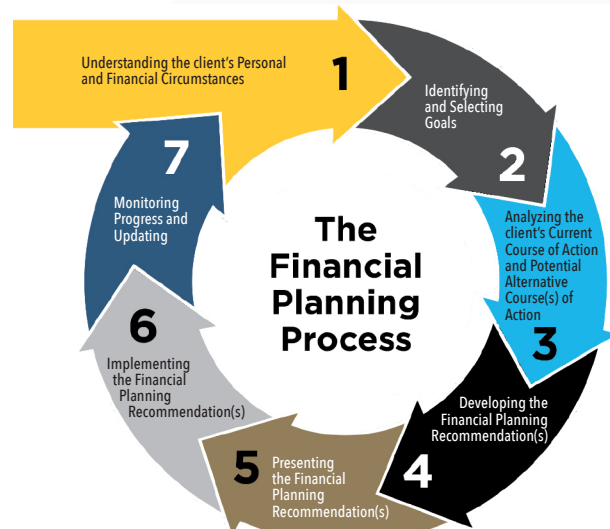 Understanding the client's Personal
and Financial Circumstances
1
Identifying
and Selecting
Goals
2
Analyzing the
client's Current
Course of Action
and Potential
Alternative
Course(s) of
Action
3
Developing the
Financial Planning
Recommendation(s)
4
Presenting
the Financial
Planning
Recommendation(s)
5
Implementing
the Financial
Planning
Recommendation(s)
6
Monitoring
Progress and
Updating
7
The
Financial
Planning
Process